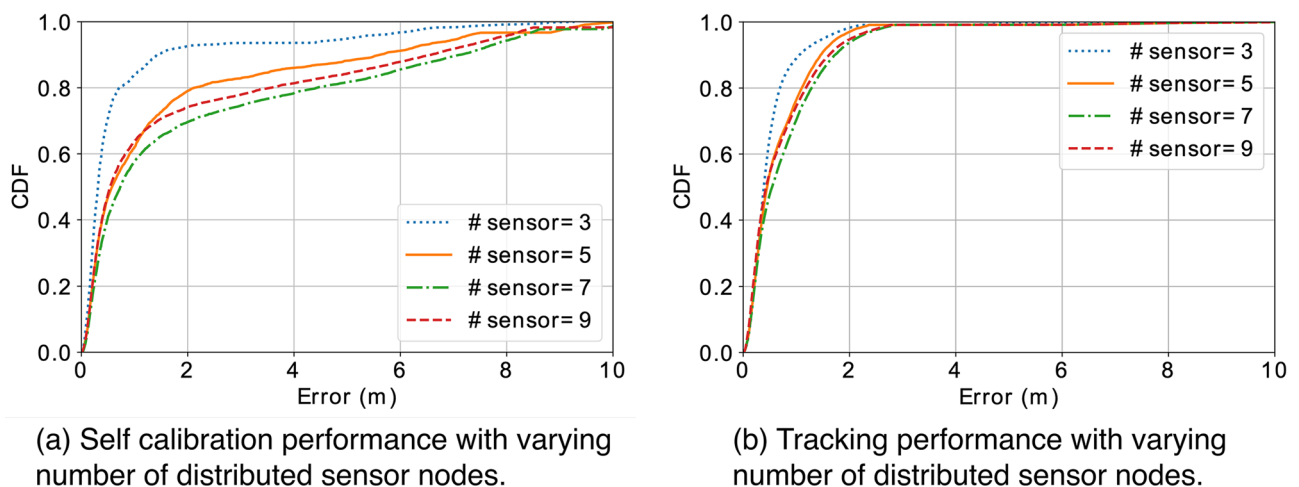 1.0
0.8
0.6
0.4
0.2
0.0
CDF
0 2 4 6 8 10
Error (m)
# sensor= 3
# sensor= 5
# sensor= 7
# sensor= 9
(a) Self calibration performance with varying
number of distributed sensor nodes.
1.0
0.8
0.6
0.4
0.2
0.0
CDF
0 2 4 6 8 10
Error (m)
# sensor= 3
# sensor= 5
# sensor= 7
# sensor= 9
(b) Tracking performance with varying
number of distributed sensor nodes.